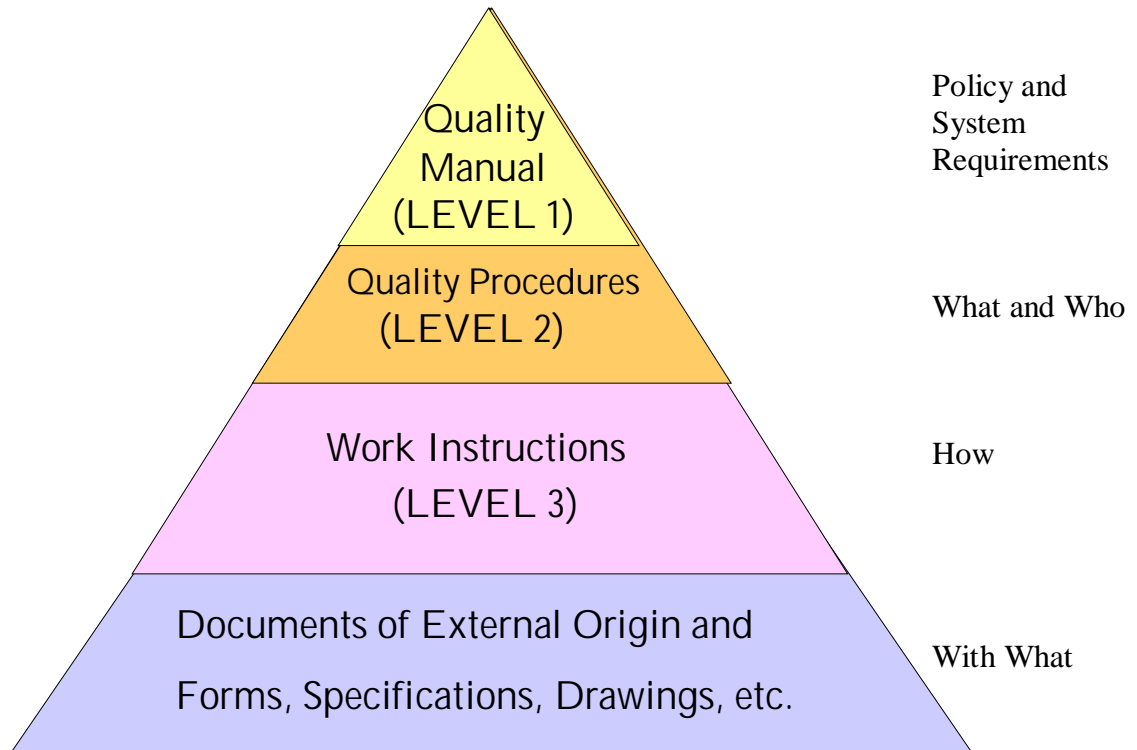 Quality
Manual
(LEVEL 1)
Policy and
System
Requirements
Quality Procedures
(LEVEL 2)
What and Who
Work Instructions
(LEVEL 3)
How
Documents of External Origin and
Forms, Specifications, Drawings, etc.
With What